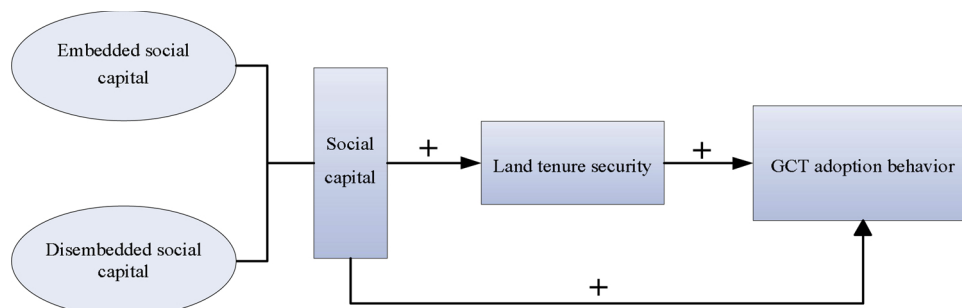 Embedded social
capital
Social
capital
+
Land tenure security
+
GCT adoption behavior
Disembedded social
capital
+